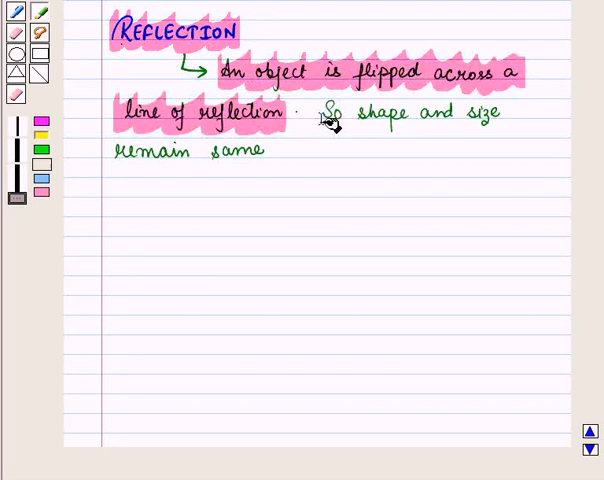 REFLECTION
An object is flipped across a
line of reflection. So shape and size
remain same